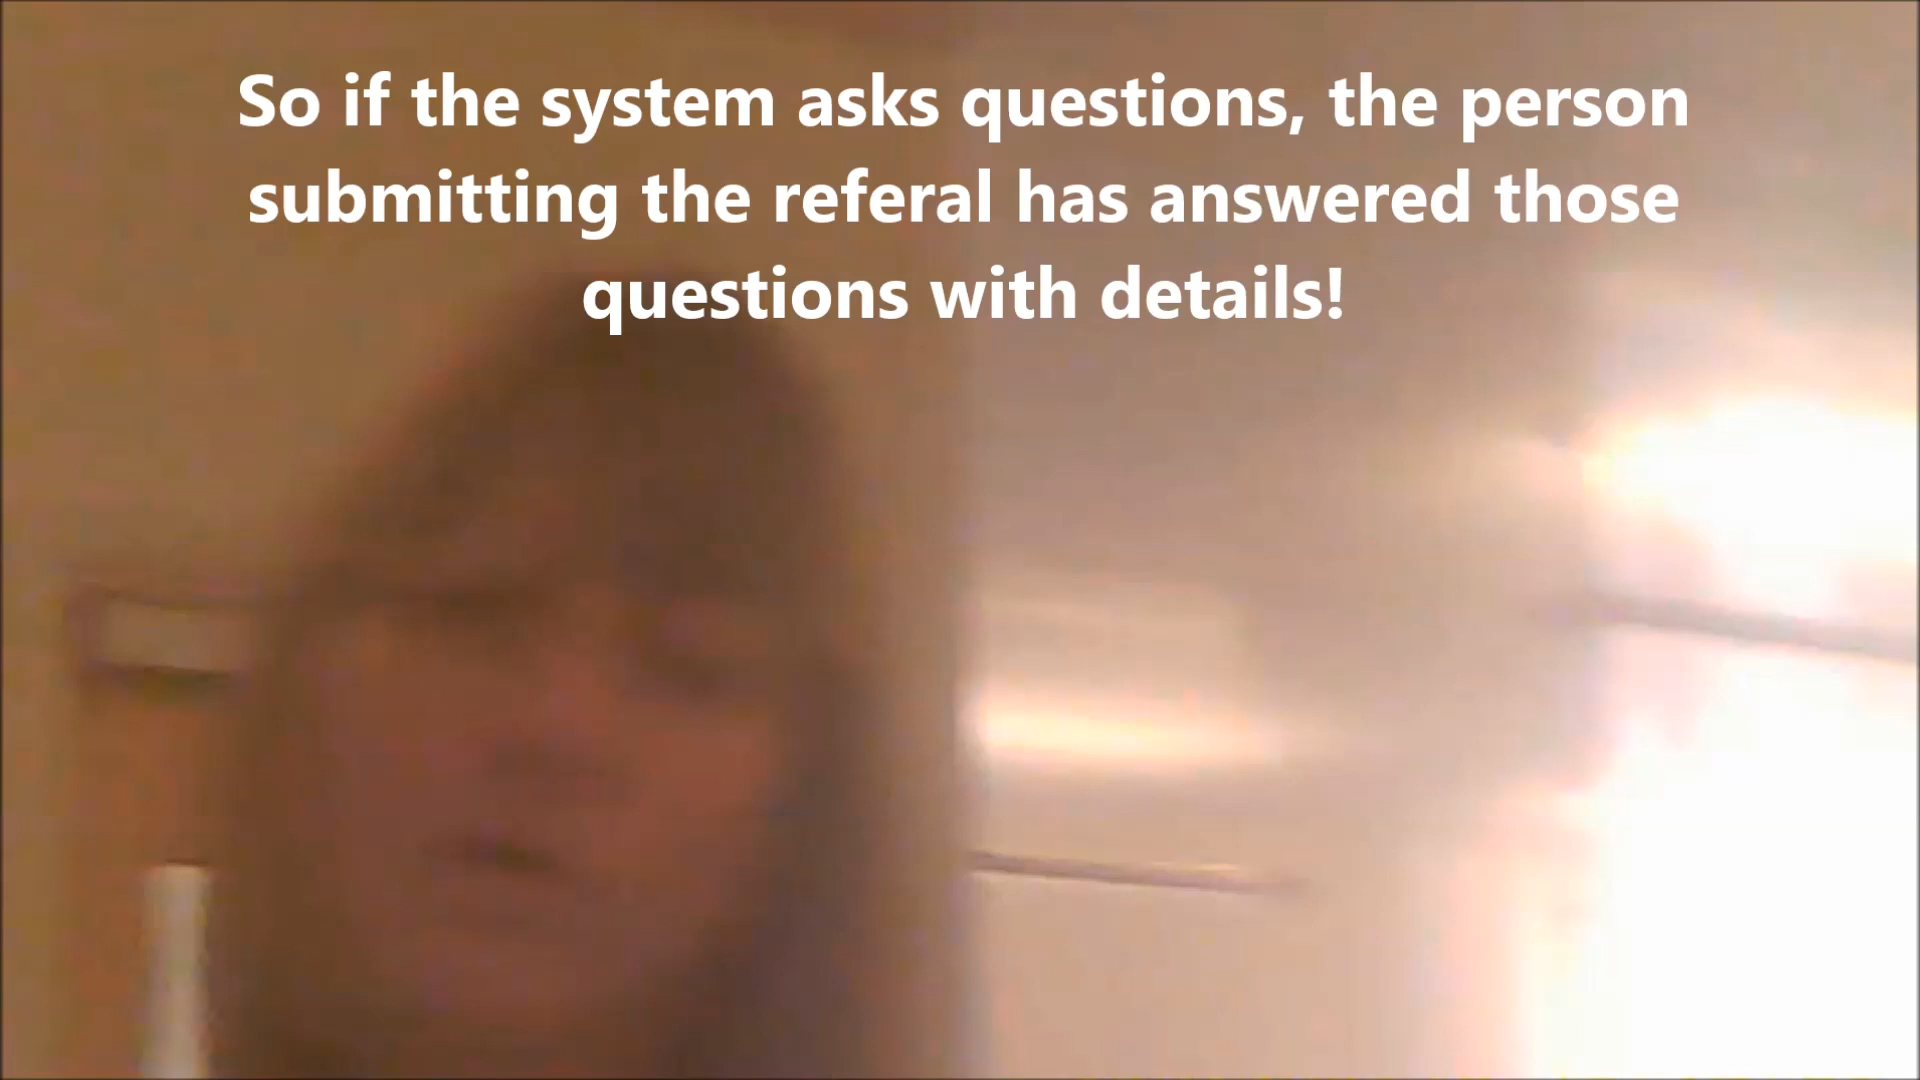 So if the system asks questions, the person
submitting the referal has answered those
questions with details!